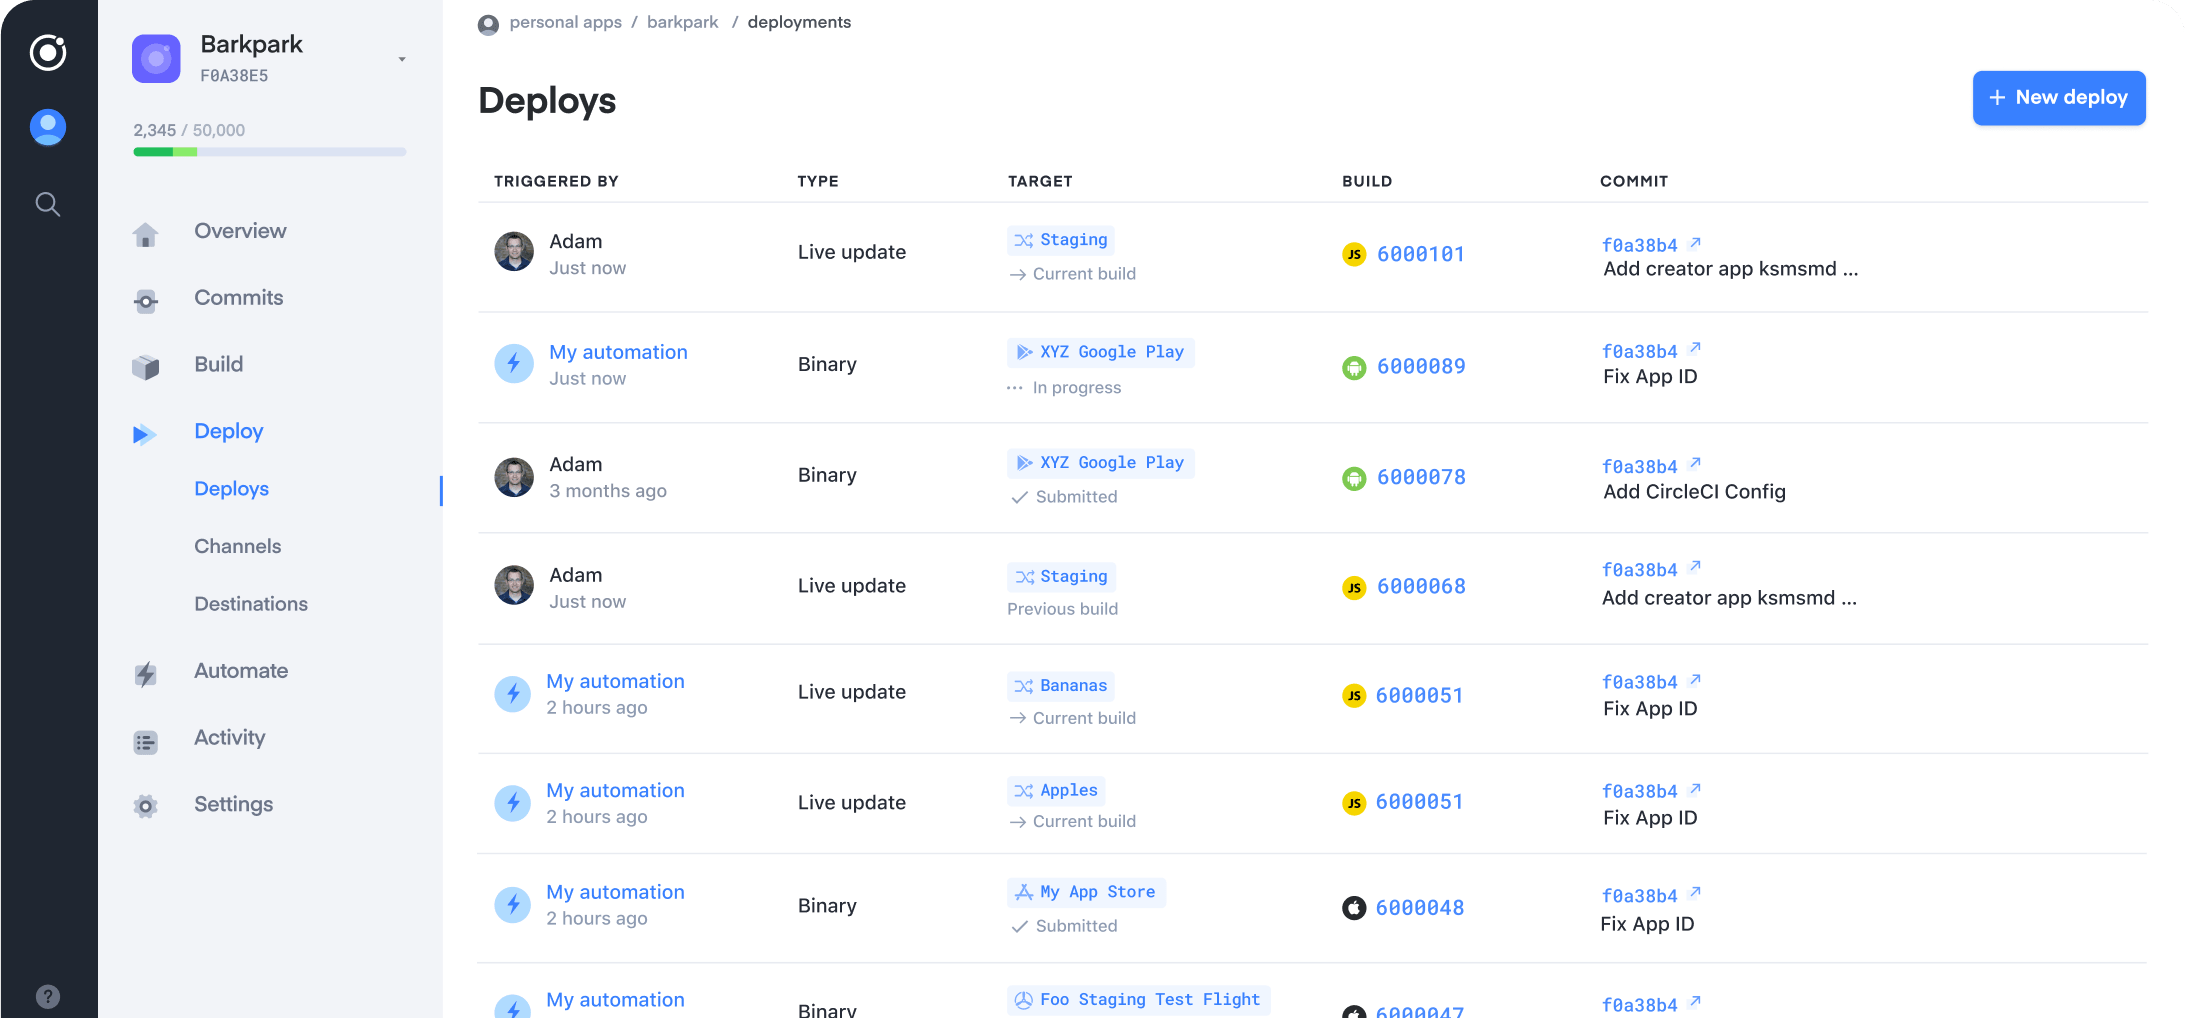 Barkpark
F0A38E5
2,345 / 50,000
Overview
Commits
Build
Deploy
Deploys
Channels
Destinations
Automate
Activity
Settings
?
personal apps / barkpark / deployments
Deploys
+ New deploy
TRIGGERED BY TYPE TARGET BUILD COMMIT
Adam
Just now
Live update
Staging
Current build
JS 6000101
f0a38b4
Add creator app ksmsmd ...
My automation
Just now
Binary
XYZ Google Play
In progress
6000089
f0a38b4
Fix App ID
Adam
3 months ago
Binary
XYZ Google Play
Submitted
6000078
f0a38b4
Add CircleCI Config
Adam
Just now
Live update
Staging
Previous build
JS 6000068
f0a38b4
Add creator app ksmsmd ...
My automation
2 hours ago
Live update
Bananas
Current build
JS 6000051
f0a38b4
Fix App ID
My automation
2 hours ago
Live update
Apples
Current build
JS 6000051
f0a38b4
Fix App ID
My automation
2 hours ago
Binary
My App Store
Submitted
6000048
f0a38b4
Fix App ID
My automation
Binary
Foo Staging Test Flight
6000047
f0a38b4